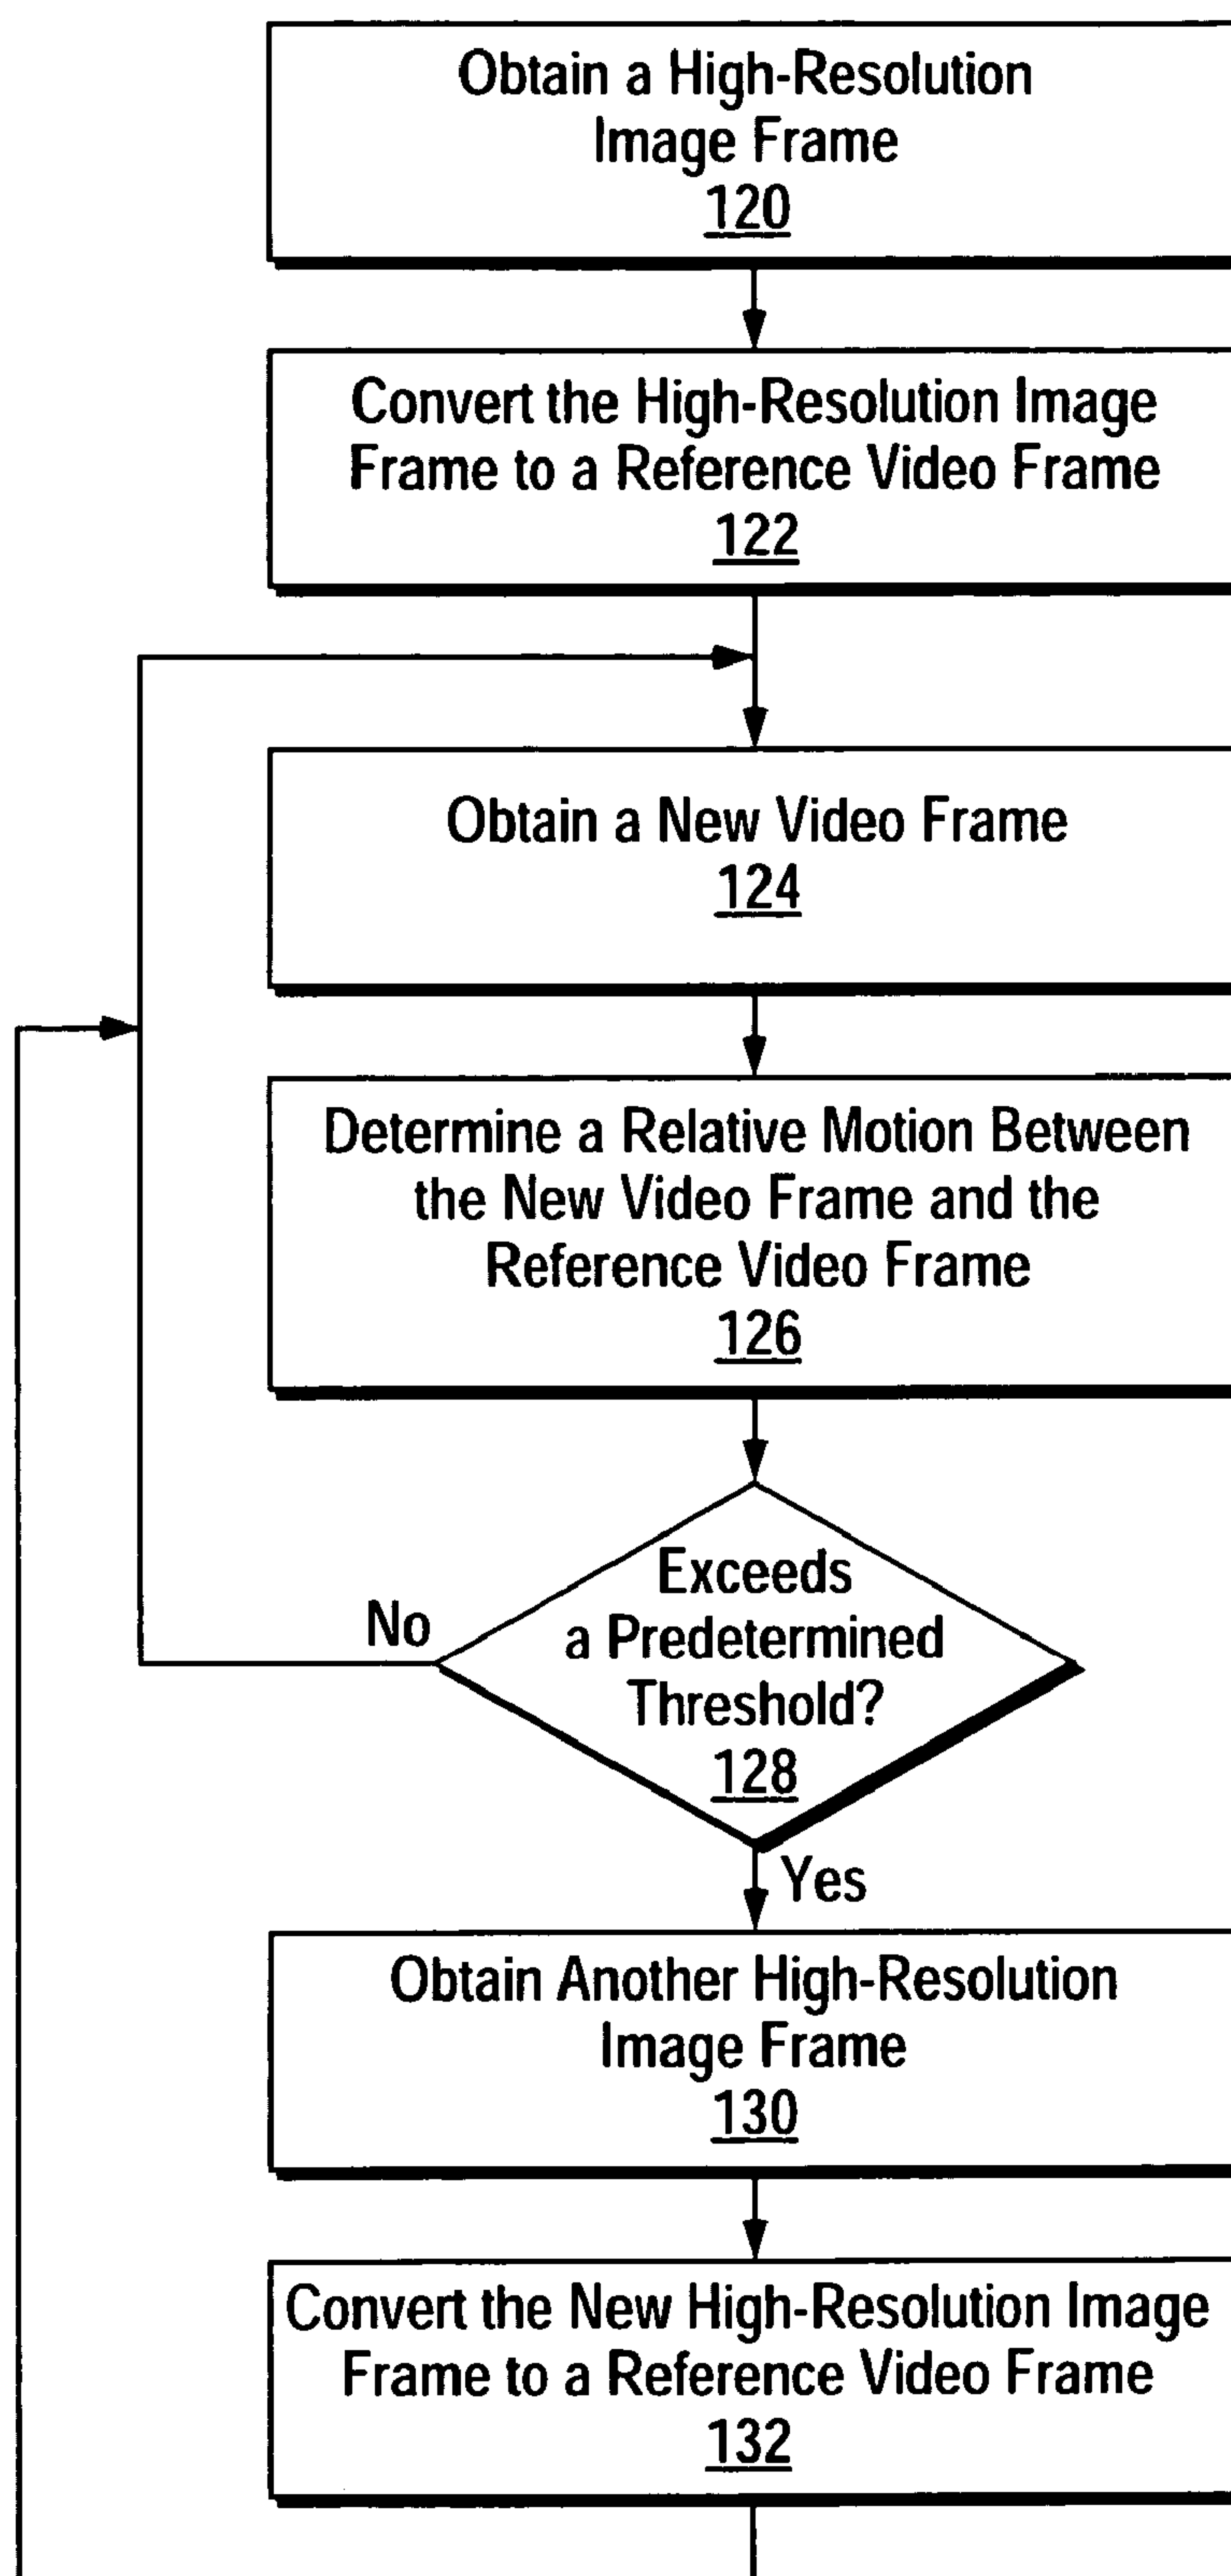 Obtain a High-Resolution
Image Frame
120
Convert the High-Resolution Image
Frame to a Reference Video Frame
122
Obtain a New Video Frame
124
Determine a Relative Motion Between
the New Video Frame and the
Reference Video Frame
126
Exceeds
a Predetermined
Threshold?
128
No
Yes
Obtain Another High-Resolution
Image Frame
130
Convert the New High-Resolution Image
Frame to a Reference Video Frame
132